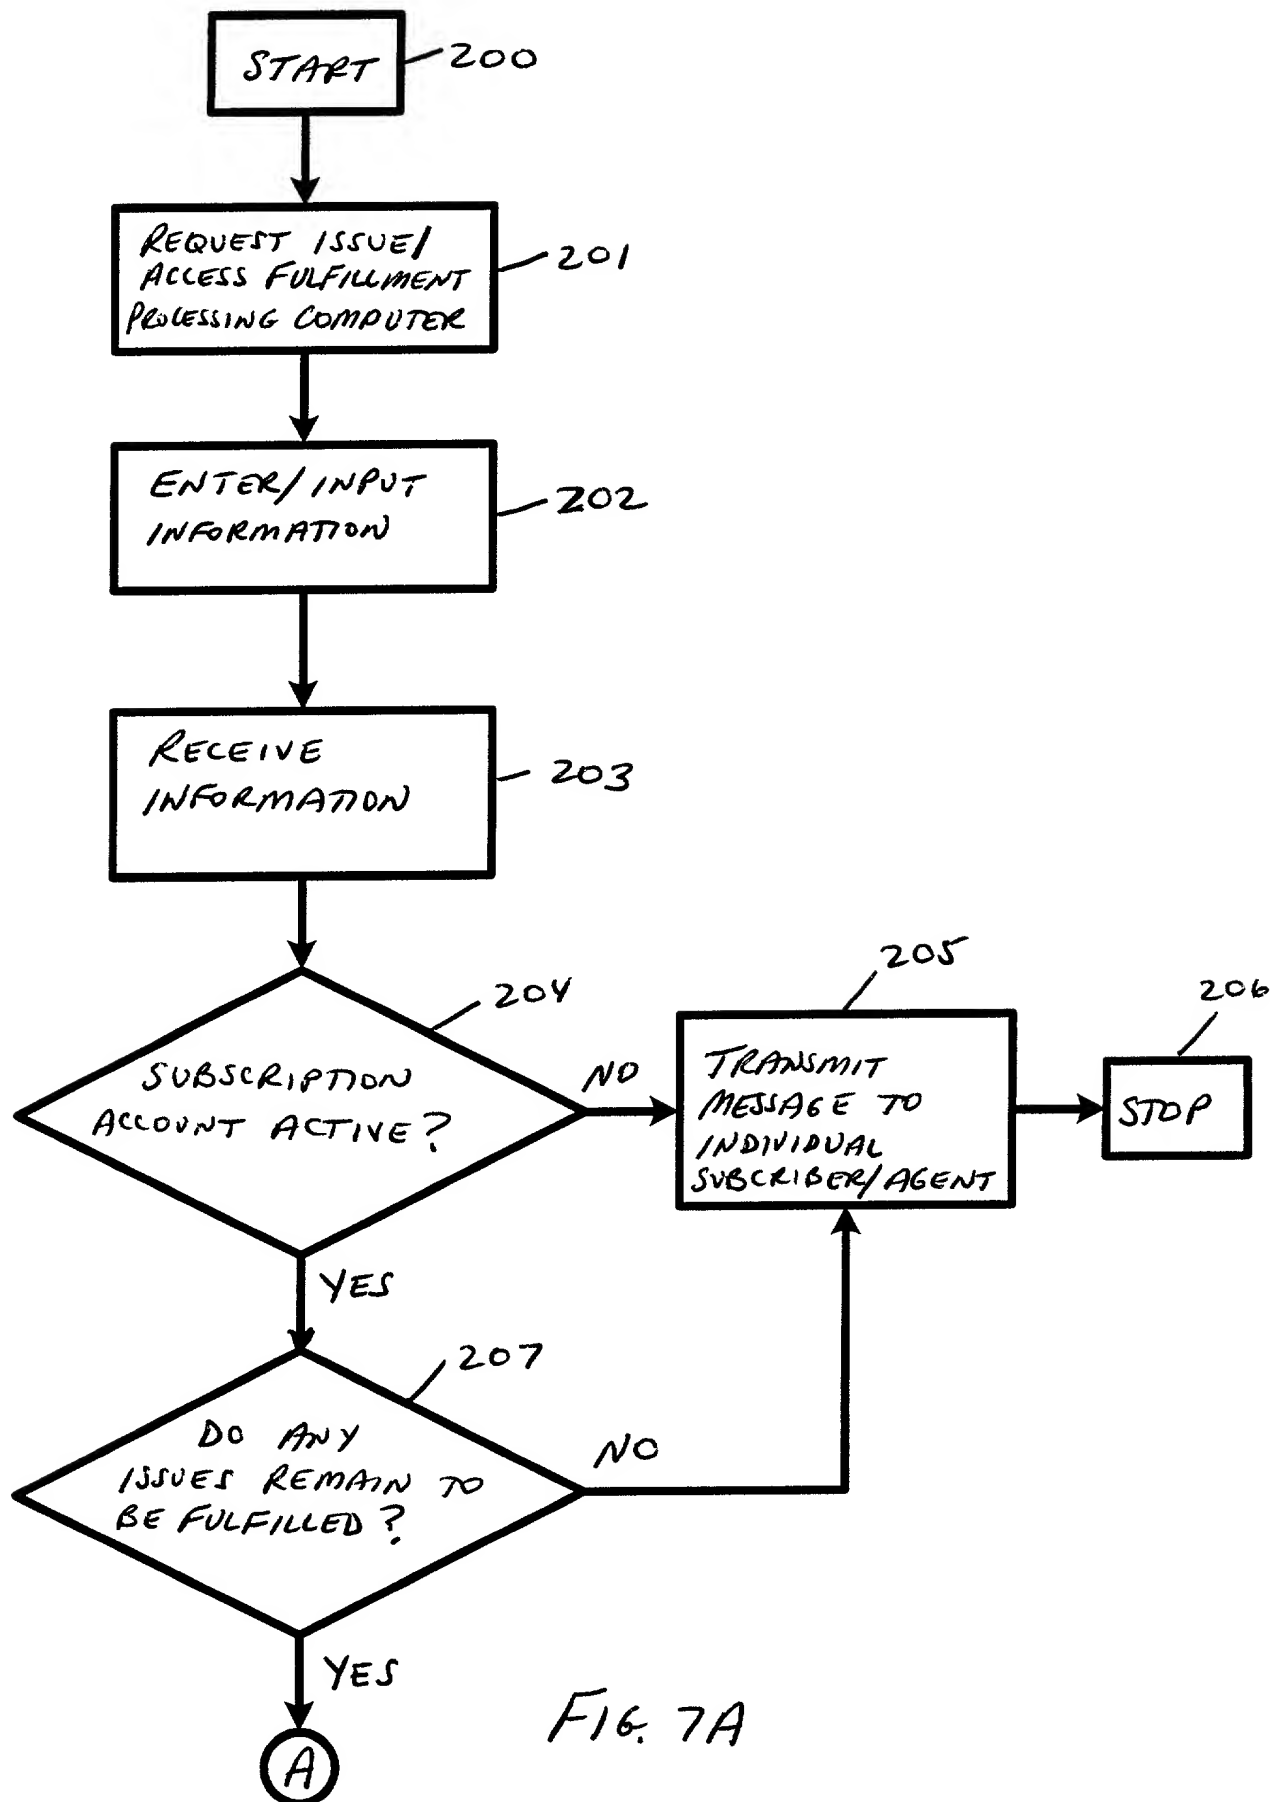 START
200
REQUEST ISSUE/
ACCESS FULFILLMENT
PROCESSING COMPUTER
201
ENTER/INPUT
INFORMATION
202
RECEIVE
INFORMATION
203
SUBSCRIPTION
ACCOUNT ACTIVE?
204
NO
TRANSMIT
MESSAGE TO
INDIVIDUAL
SUBCRIBER/AGENT
205
STOP
206
YES
DO ANY
ISSUES REMAIN TO
BE FULFILLED?
207
NO
YES
A
FIG. 7A